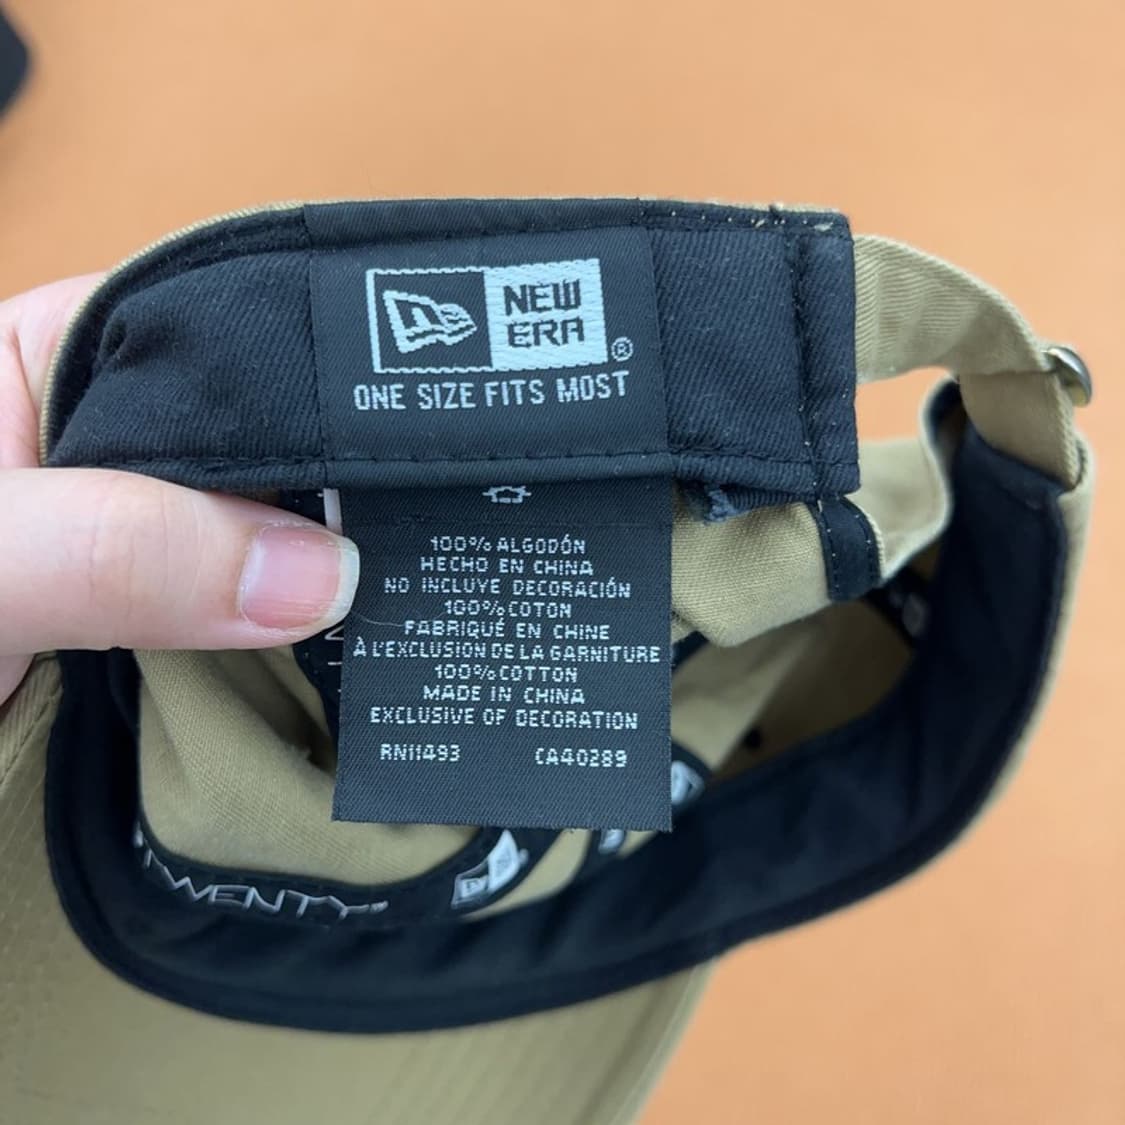 NEW
ERA
®
ONE SIZE FITS MOST
100% ALGODÓN
HECHO EN CHINA
NO INCLUYE DECORACIÓN
100% COTON
FABRIQUÉ EN CHINE
À L'EXCLUSION DE LA GARNITURE
100% COTTON
MADE IN CHINA
EXCLUSIVE OF DECORATION
RN11493 CA40289
TWENTY